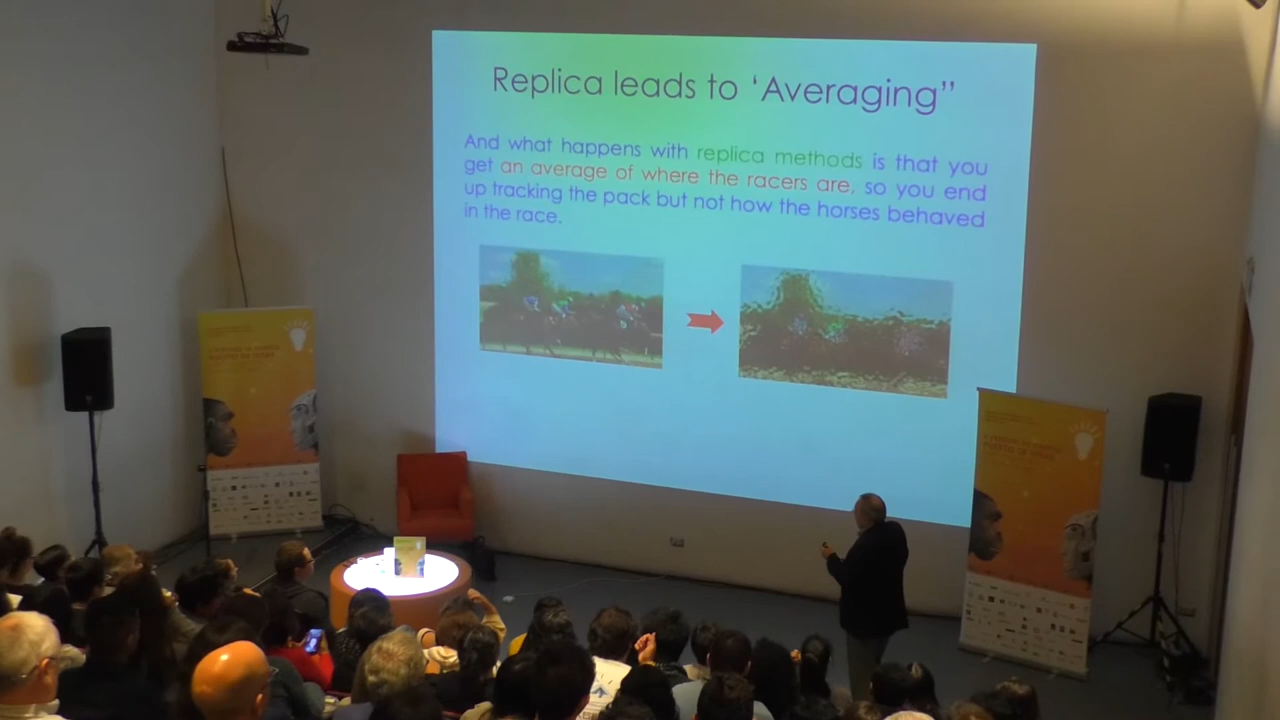 Replica leads to ‘Averaging”
And what happens with replica methods is that you
get an average of where the racers are, so you end
up tracking the pack but not how the horses behaved
in the race.